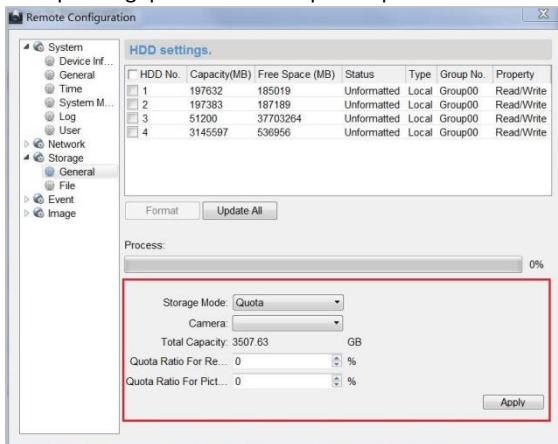 Remote Configuration
System
Device Inf...
General
Time
System M...
Log
User
Network
Storage
General
File
Event
Image
HDD settings.
HDD No. Capacity(MB) Free Space (MB) Status Type Group No. Property
1 197632 185019 Unformatted Local Group00 Read/Write
2 197383 187189 Unformatted Local Group00 Read/Write
3 51200 37703264 Unformatted Local Group00 Read/Write
4 3145597 536956 Unformatted Local Group00 Read/Write
Format Update All
Process:
0%
Storage Mode: Quota
Camera:
Total Capacity: 3507.63 GB
Quota Ratio For Re... 0 %
Quota Ratio For Pict... 0 %
Apply